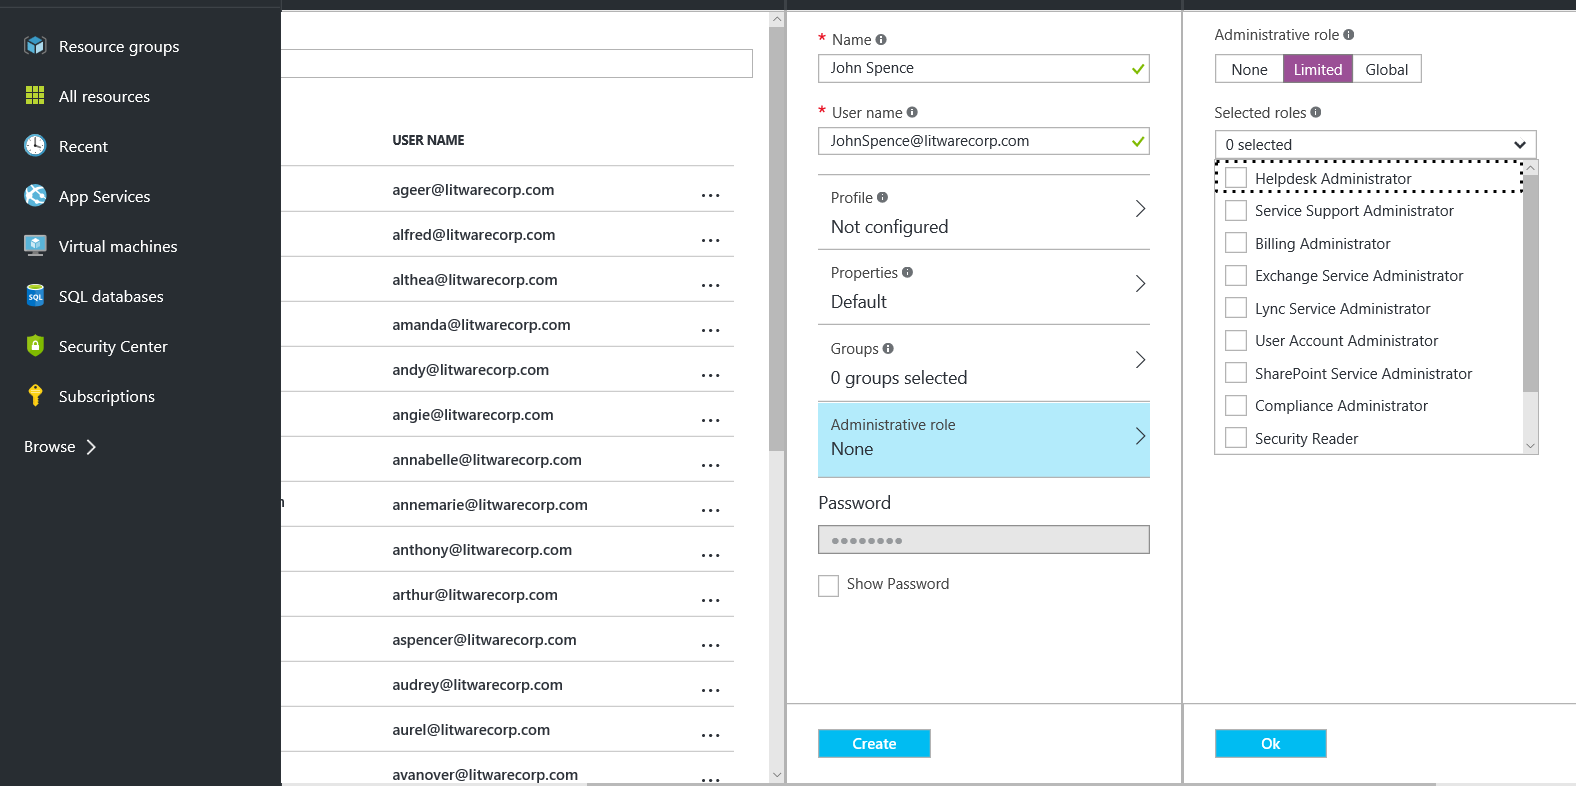 Resource groups
All resources
Recent
App Services
Virtual machines
SQL
SQL databases
Security Center
Subscriptions
Browse
USER NAME
ageer@litwarecorp.com
alfred@litwarecorp.com
althea@litwarecorp.com
amanda@litwarecorp.com
andy@litwarecorp.com
angie@litwarecorp.com
annabelle@litwarecorp.com
annemarie@litwarecorp.com
anthony@litwarecorp.com
arthur@litwarecorp.com
aspencer@litwarecorp.com
audrey@litwarecorp.com
aurel@litwarecorp.com
avanover@litwarecorp.com
* Name
John Spence
* User name
JohnSpence@litwarecorp.com
Profile
Not configured
Properties
Default
Groups
0 groups selected
Administrative role
None
Password
Show Password
Create
Administrative role
None Limited Global
Selected roles
0 selected
Helpdesk Administrator
Service Support Administrator
Billing Administrator
Exchange Service Administrator
Lync Service Administrator
User Account Administrator
SharePoint Service Administrator
Compliance Administrator
Security Reader
Ok